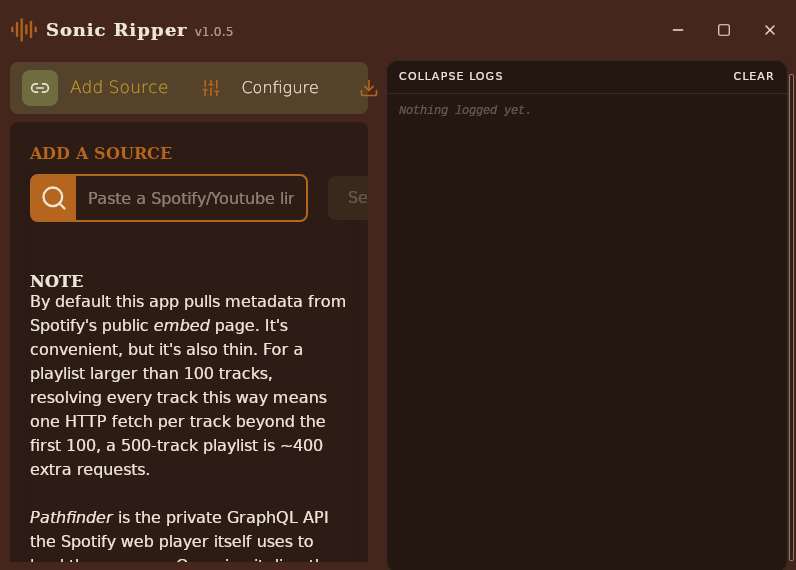 Sonic Ripper v1.0.5
Add Source
Configure
COLLAPSE LOGS
CLEAR
Nothing logged yet.
ADD A SOURCE
Paste a Spotify/Youtube lin
Se
NOTE
By default this app pulls metadata from
Spotify's public embed page. It's
convenient, but it's also thin. For a
playlist larger than 100 tracks,
resolving every track this way means
one HTTP fetch per track beyond the
first 100, a 500-track playlist is ~400
extra requests.
Pathfinder is the private GraphQL API
the Spotify web player itself uses to